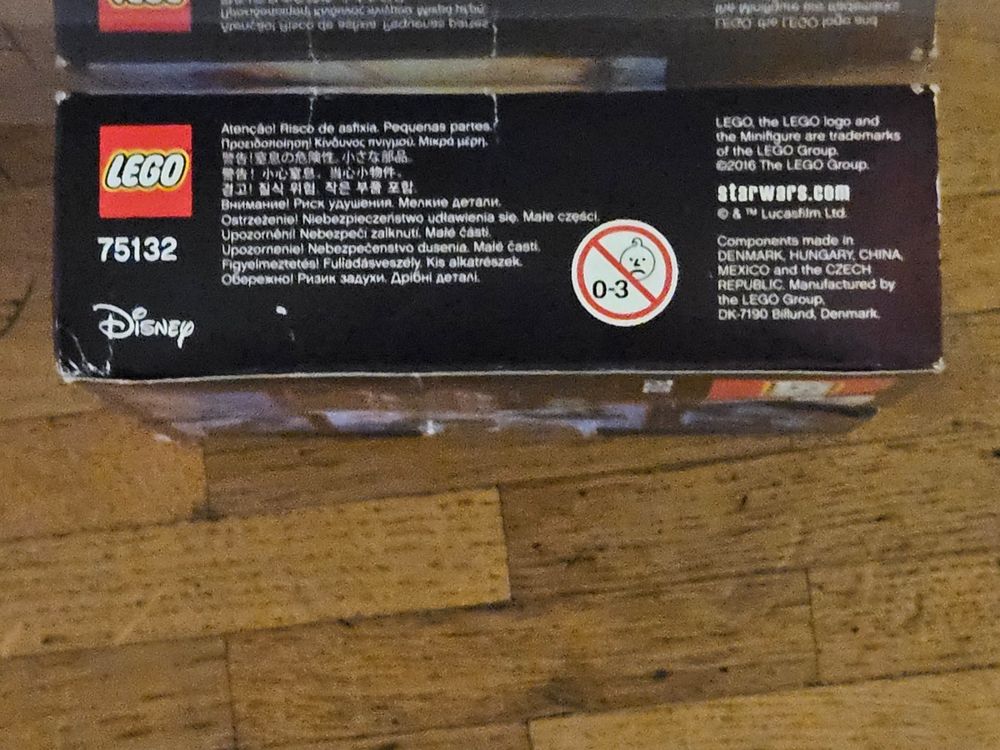 LEGO
75132
Disney
Atenção! Risco de asfixia. Pequenas partes.
Προειδοποίηση! Κίνδυνος πνιγμού. Μικρά μέρη.
警告! 窒息の危険性。小さな部品。
警告! 小心窒息。当心小物件。
경고! 질식 위험. 작은 부품 포함.
Внимание! Риск удушения. Мелкие детали.
Ostrzeżenie! Niebezpieczeństwo udławienia się. Małe części.
Upozornění! Nebezpečí zalknutí. Malé části.
Upozornenie! Nebezpečenstvo dusenia. Malé časti.
Figyelmeztetés! Fulladásveszély. Kis alkatrészek.
Обережно! Ризик задухи. Дрібні деталі.
0-3
LEGO, the LEGO logo and
the Minifigure are trademarks
of the LEGO Group.
©2016 The LEGO Group.
starwars.com
© & ™ Lucasfilm Ltd.
Components made in
DENMARK, HUNGARY, CHINA,
MEXICO and the CZECH
REPUBLIC. Manufactured by
the LEGO Group,
DK-7190 Billund, Denmark.